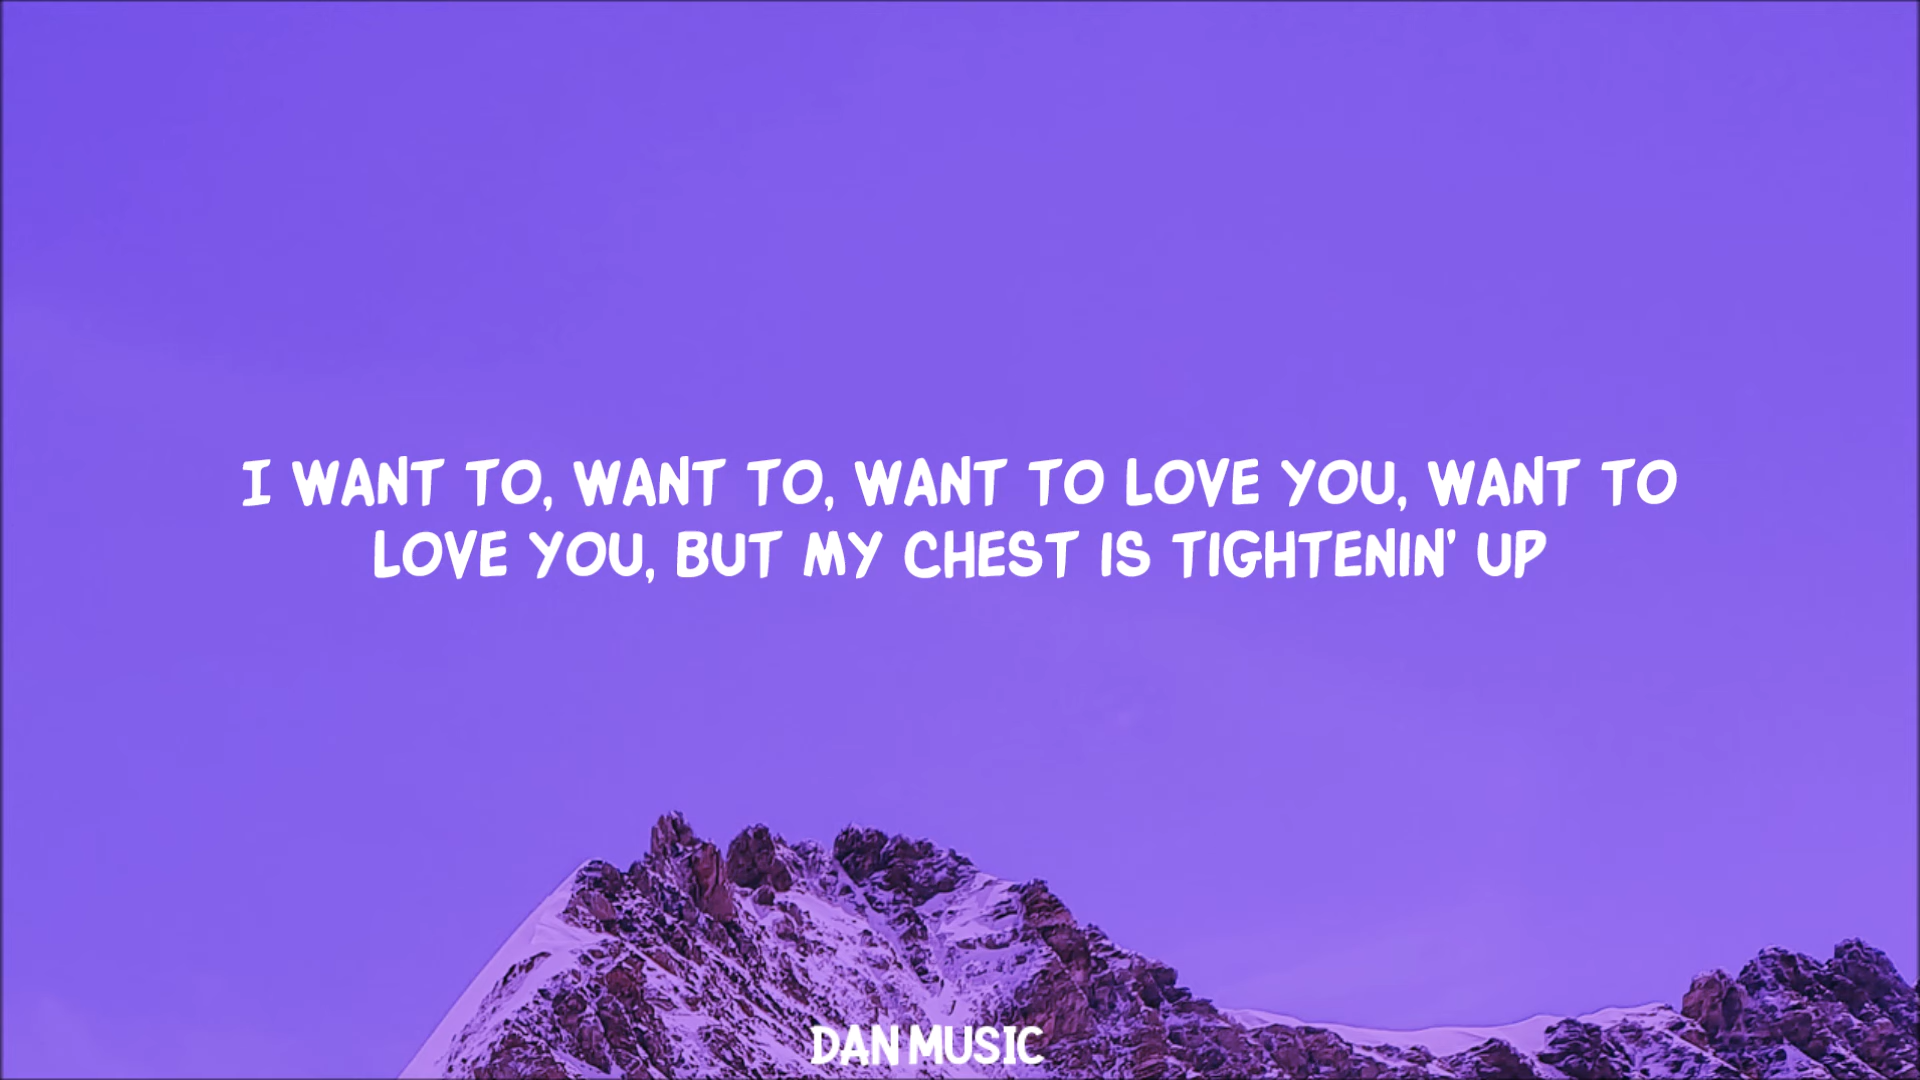 I WANT TO, WANT TO, WANT TO LOVE YOU, WANT TO
LOVE YOU, BUT MY CHEST IS TIGHTENIN' UP
DAN MUSIC